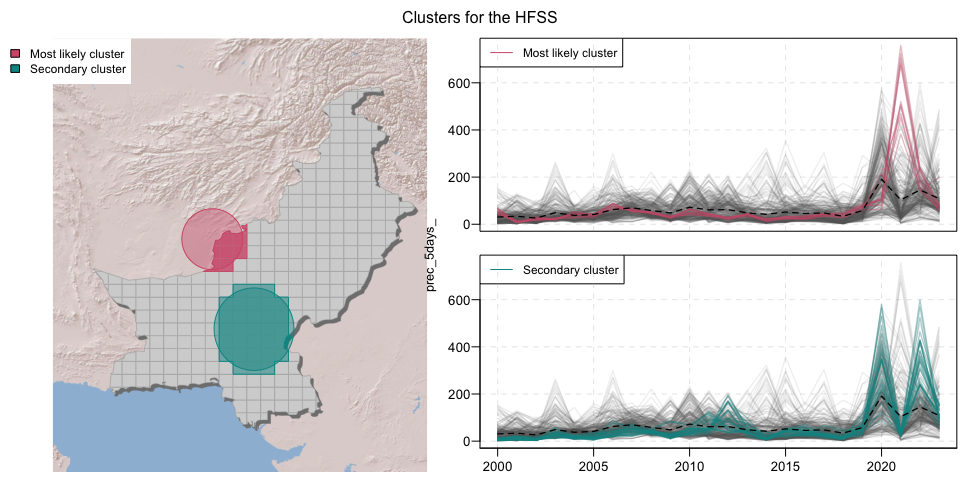 Clusters for the HFSS
Most likely cluster
Secondary cluster
prec_5days_
Most likely cluster
600
400
200
0
Secondary cluster
600
400
200
0
2000 2005 2010 2015 2020